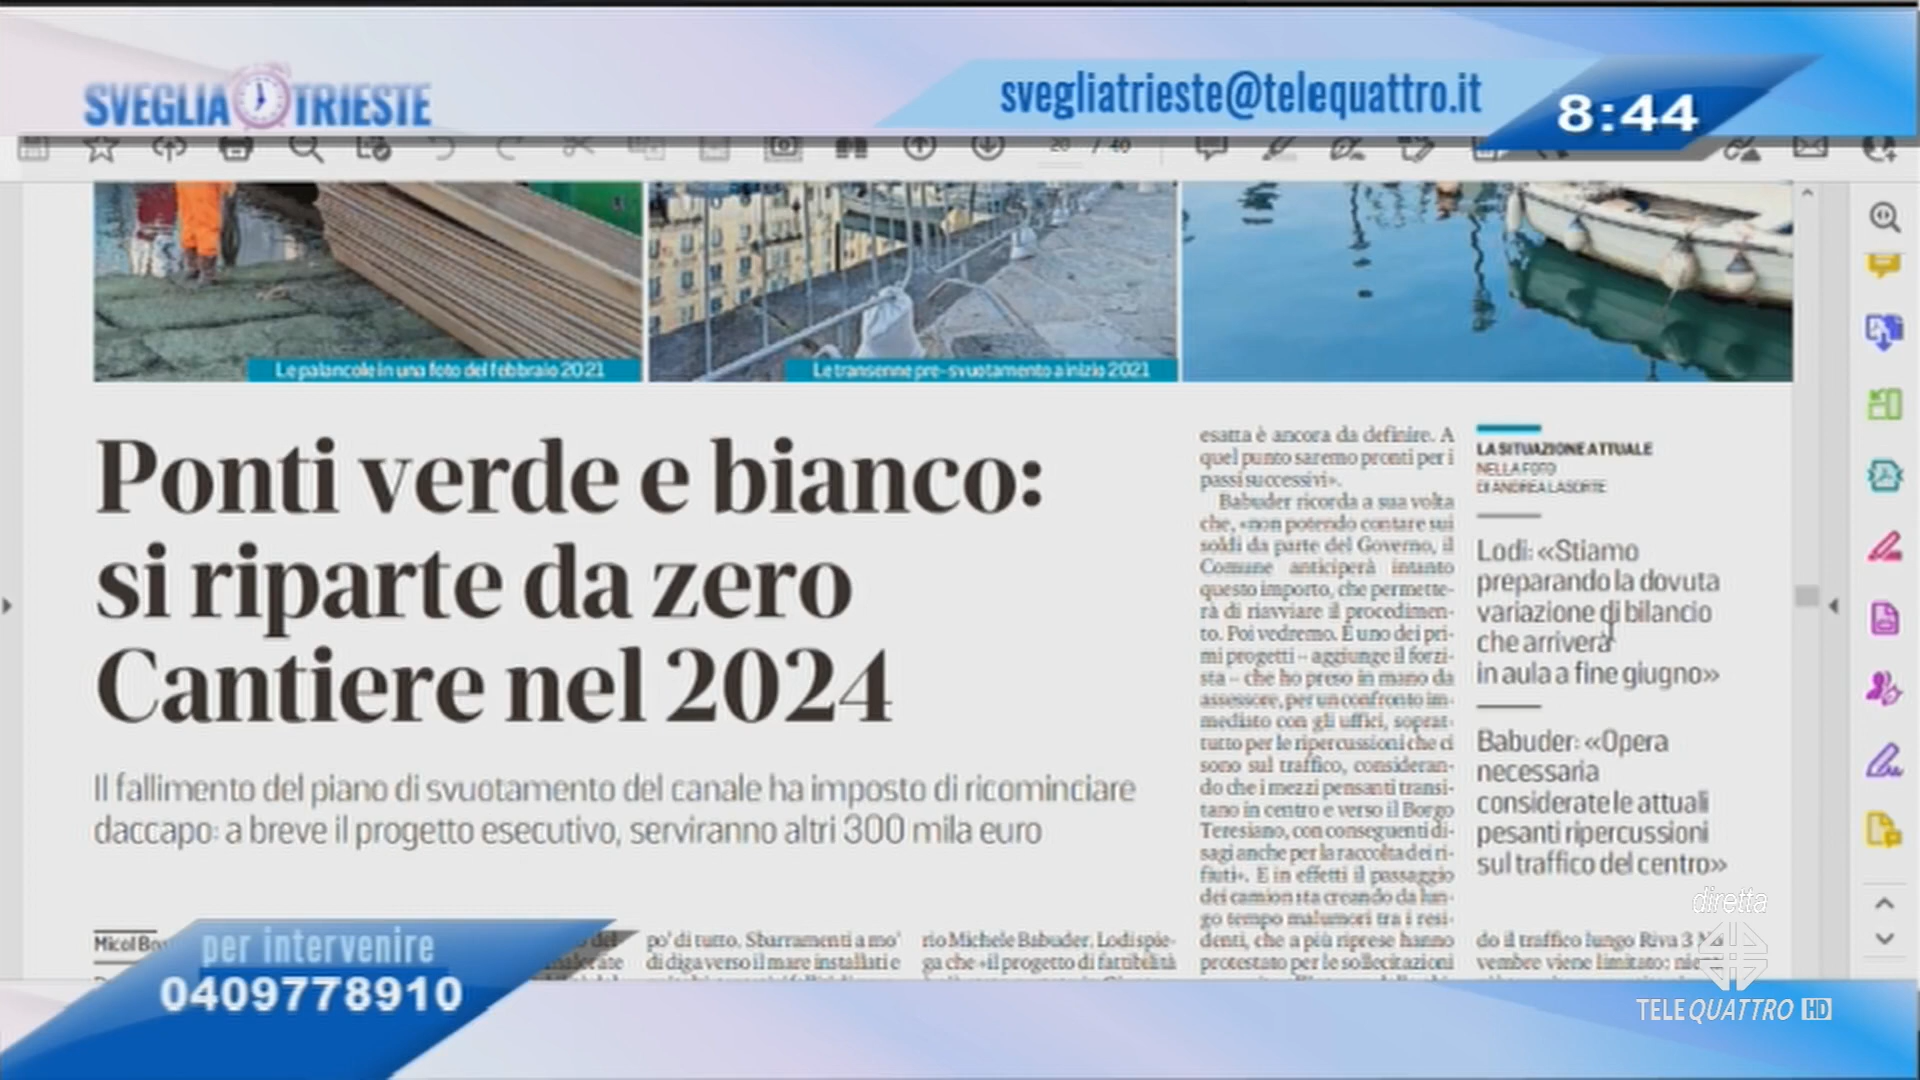 SVEGLIA TRIESTE
svegliatrieste@telequattro.it
8:44
20 / 40
Le palancole in una foto del febbraio 2021
Le transenne pre-svuotamento a inizio 2021
Ponti verde e bianco:
si riparte da zero
Cantiere nel 2024
Il fallimento del piano di svuotamento del canale ha imposto di ricominciare
daccapo: a breve il progetto esecutivo, serviranno altri 300 mila euro
Micol
po' di tutto. Sbarramenti a mo'
di diga verso il mare installati e
rio Michele Babuder. Lodi spie-
ga che «il progetto di fattibilità
esatta è ancora da definire. A
quel punto saremo pronti per i
passi successivi».
Babuder ricorda a sua volta
che, «non potendo contare sui
soldi da parte del Governo, il
Comune anticiperà intanto
questo importo, che permette-
rà di riavviare il procedimen-
to. Poi vedremo. È uno dei pri-
mi progetti – aggiunge il forzi-
sta – che ho preso in mano da
assessore, per un confronto im-
mediato con gli uffici, soprat-
tutto per le ripercussioni che ci
sono sul traffico, consideran-
do che i mezzi pesanti transi-
tano in centro e verso il Borgo
Teresiano, con conseguenti di-
sagi anche per la raccolta dei ri-
fiuti». E in effetti il passaggio
dei camion sta creando da lun-
go tempo malumori tra i resi-
denti, che a più riprese hanno
protestato per le sollecitazioni
LA SITUAZIONE ATTUALE
NELLA FOTO
DI ANDREA LASORTE
Lodi: «Stiamo
preparando la dovuta
variazione di bilancio
che arriverà
in aula a fine giugno»
Babuder: «Opera
necessaria
considerate le attuali
pesanti ripercussioni
sul traffico del centro»
do il traffico lungo Riva 3 No
vembre viene limitato:
per intervenire
0409778910
diretta
TELEQUATTRO HD